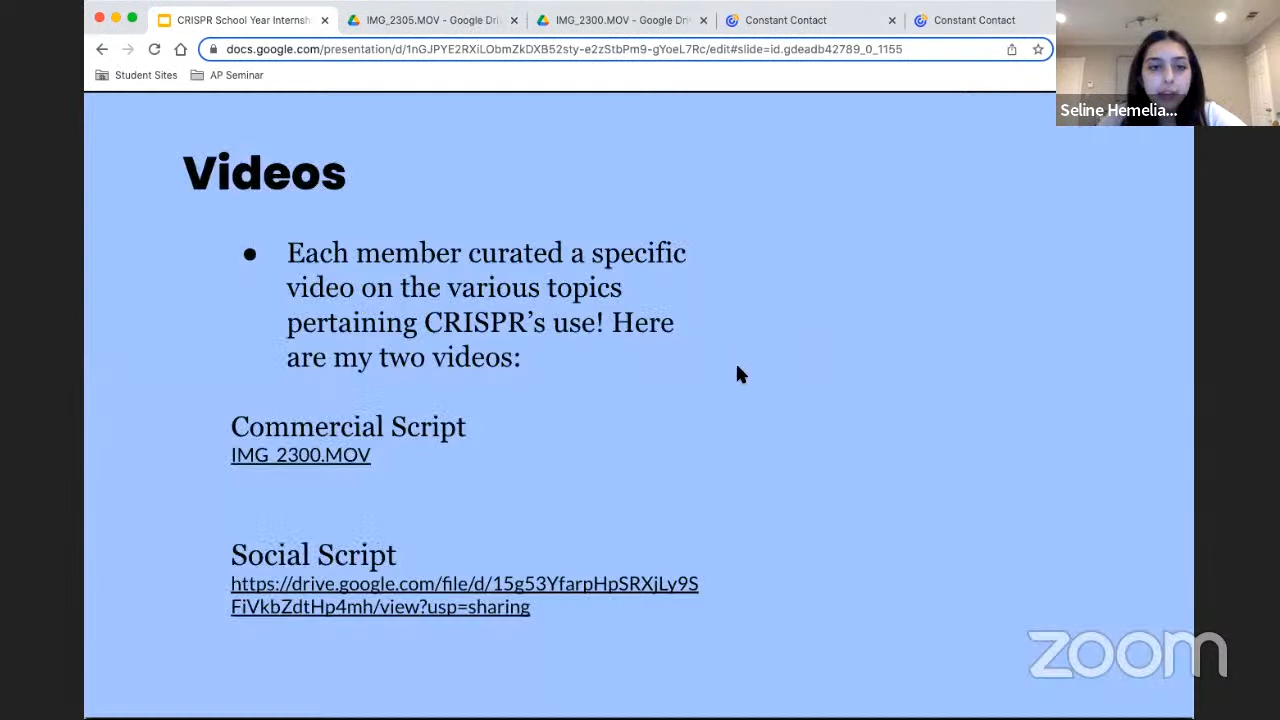 CRISPR School Year Internsh
IMG_2305.MOV - Google Dri
IMG_2300.MOV - Google Dri
Constant Contact
Constant Contact
docs.google.com/presentation/d/1nGJPYE2RXiLObmZkDXB52sty-e2zStbPm9-gYoeL7Rc/edit#slide=id.gdeadb42789_0_1155
Student Sites
AP Seminar
Seline Hemelia...
Videos
● Each member curated a specific
video on the various topics
pertaining CRISPR's use! Here
are my two videos:
Commercial Script
IMG_2300.MOV
Social Script
https://drive.google.com/file/d/15g53YfarpHpSRXjLy9S
FiVkbZdtHp4mh/view?usp=sharing
zoom